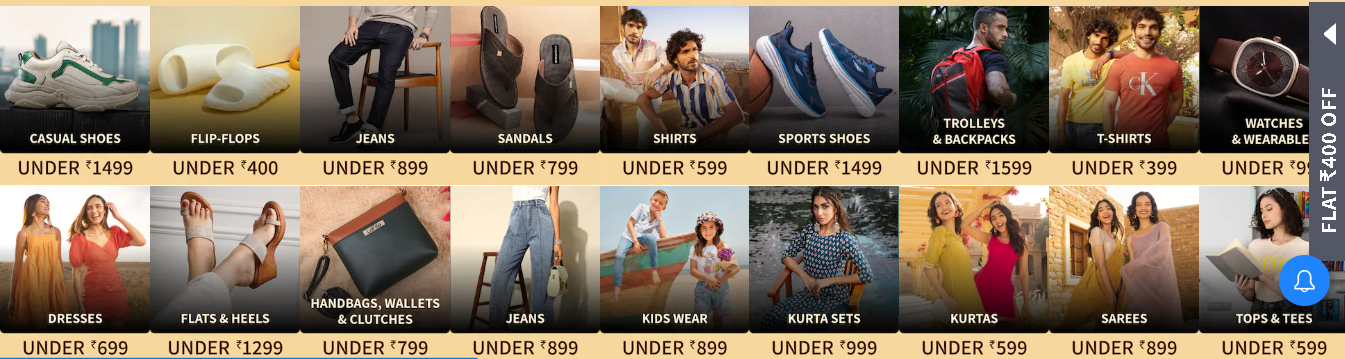 CASUAL SHOES
UNDER ₹1499
FLIP-FLOPS
UNDER ₹400
JEANS
UNDER ₹899
SANDALS
UNDER ₹799
SHIRTS
UNDER ₹599
SPORTS SHOES
UNDER ₹1499
TROLLEYS
& BACKPACKS
UNDER ₹1599
CK
T-SHIRTS
UNDER ₹399
WATCHES
& WEARABLE
UNDER ₹99
FLAT ₹400 OFF
DRESSES
UNDER ₹699
FLATS & HEELS
UNDER ₹1299
HANDBAGS, WALLETS
& CLUTCHES
UNDER ₹799
JEANS
UNDER ₹899
KIDS WEAR
UNDER ₹899
KURTA SETS
UNDER ₹999
KURTAS
UNDER ₹599
SAREES
UNDER ₹899
TOPS & TEES
UNDER ₹599